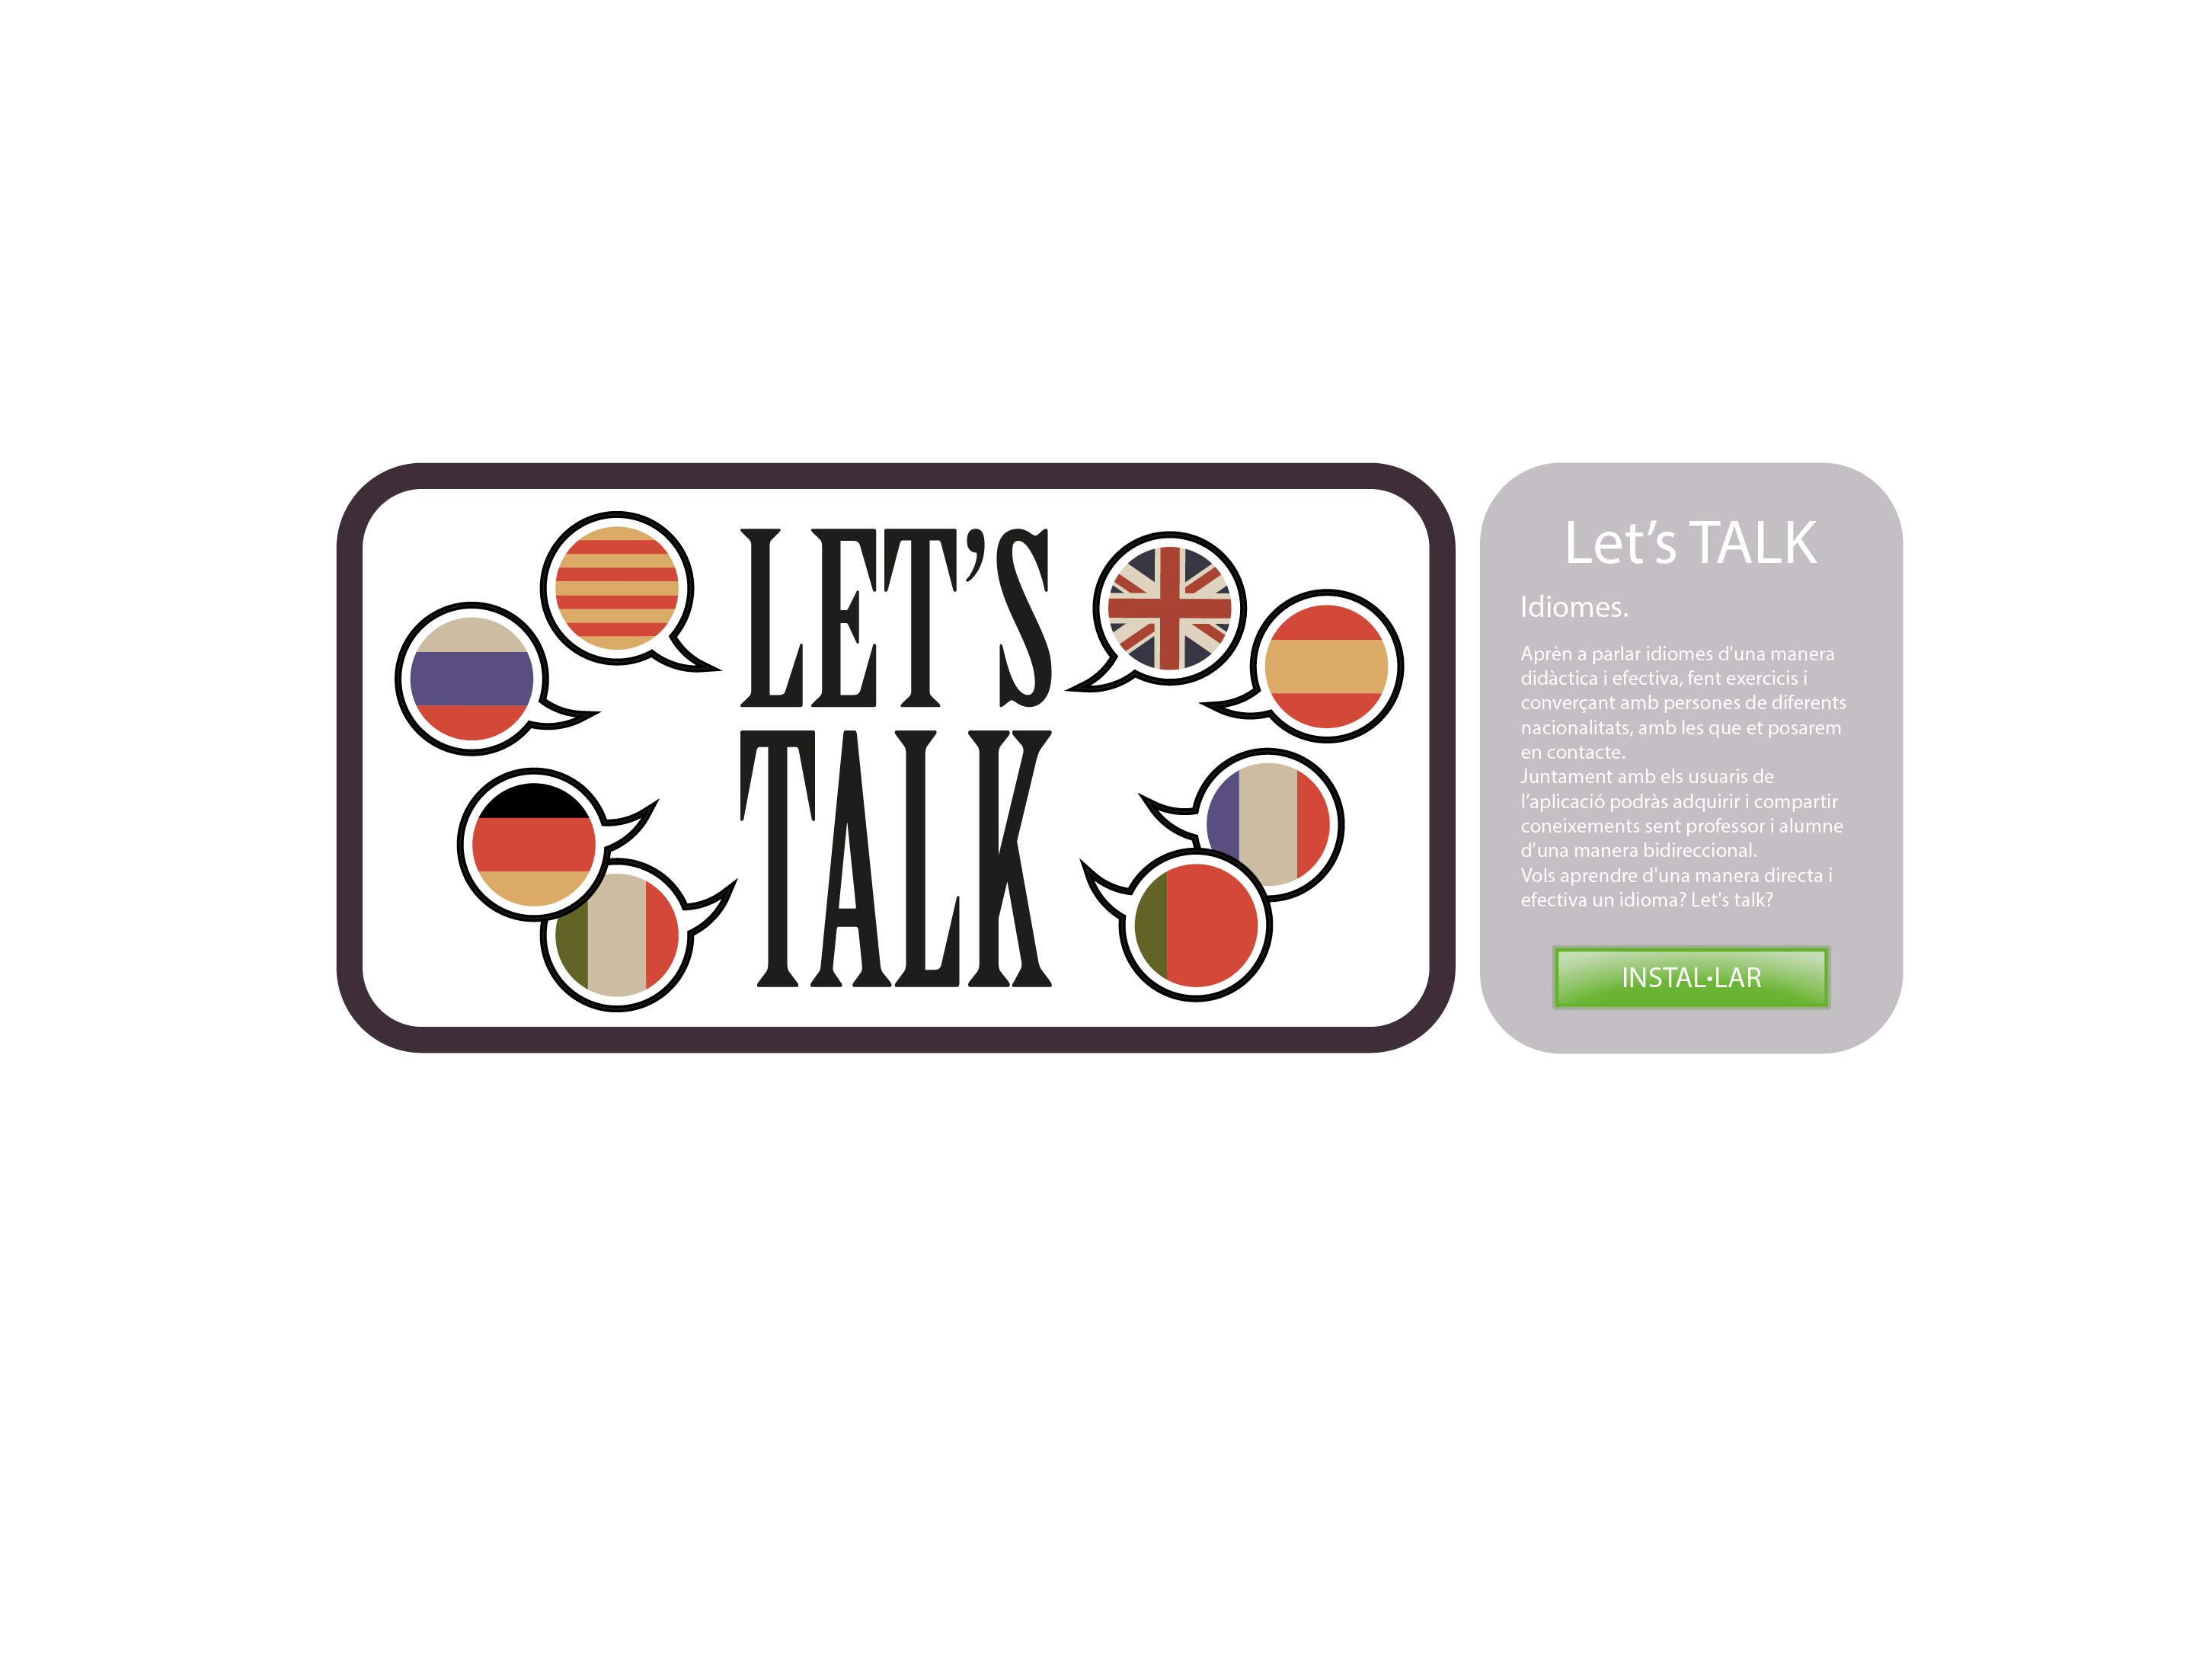 LET'S
TALK
Let's TALK
Idiomes.
Aprèn a parlar idiomes d'una manera
didàctica i efectiva, fent exercicis i
converçant amb persones de diferents
nacionalitats, amb les que et posarem
en contacte.
Juntament amb els usuaris de
l’aplicació podràs adquirir i compartir
coneixements sent professor i alumne
d’una manera bidireccional.
Vols aprendre d'una manera directa i
efectiva un idioma? Let's talk?
INSTAL·LAR